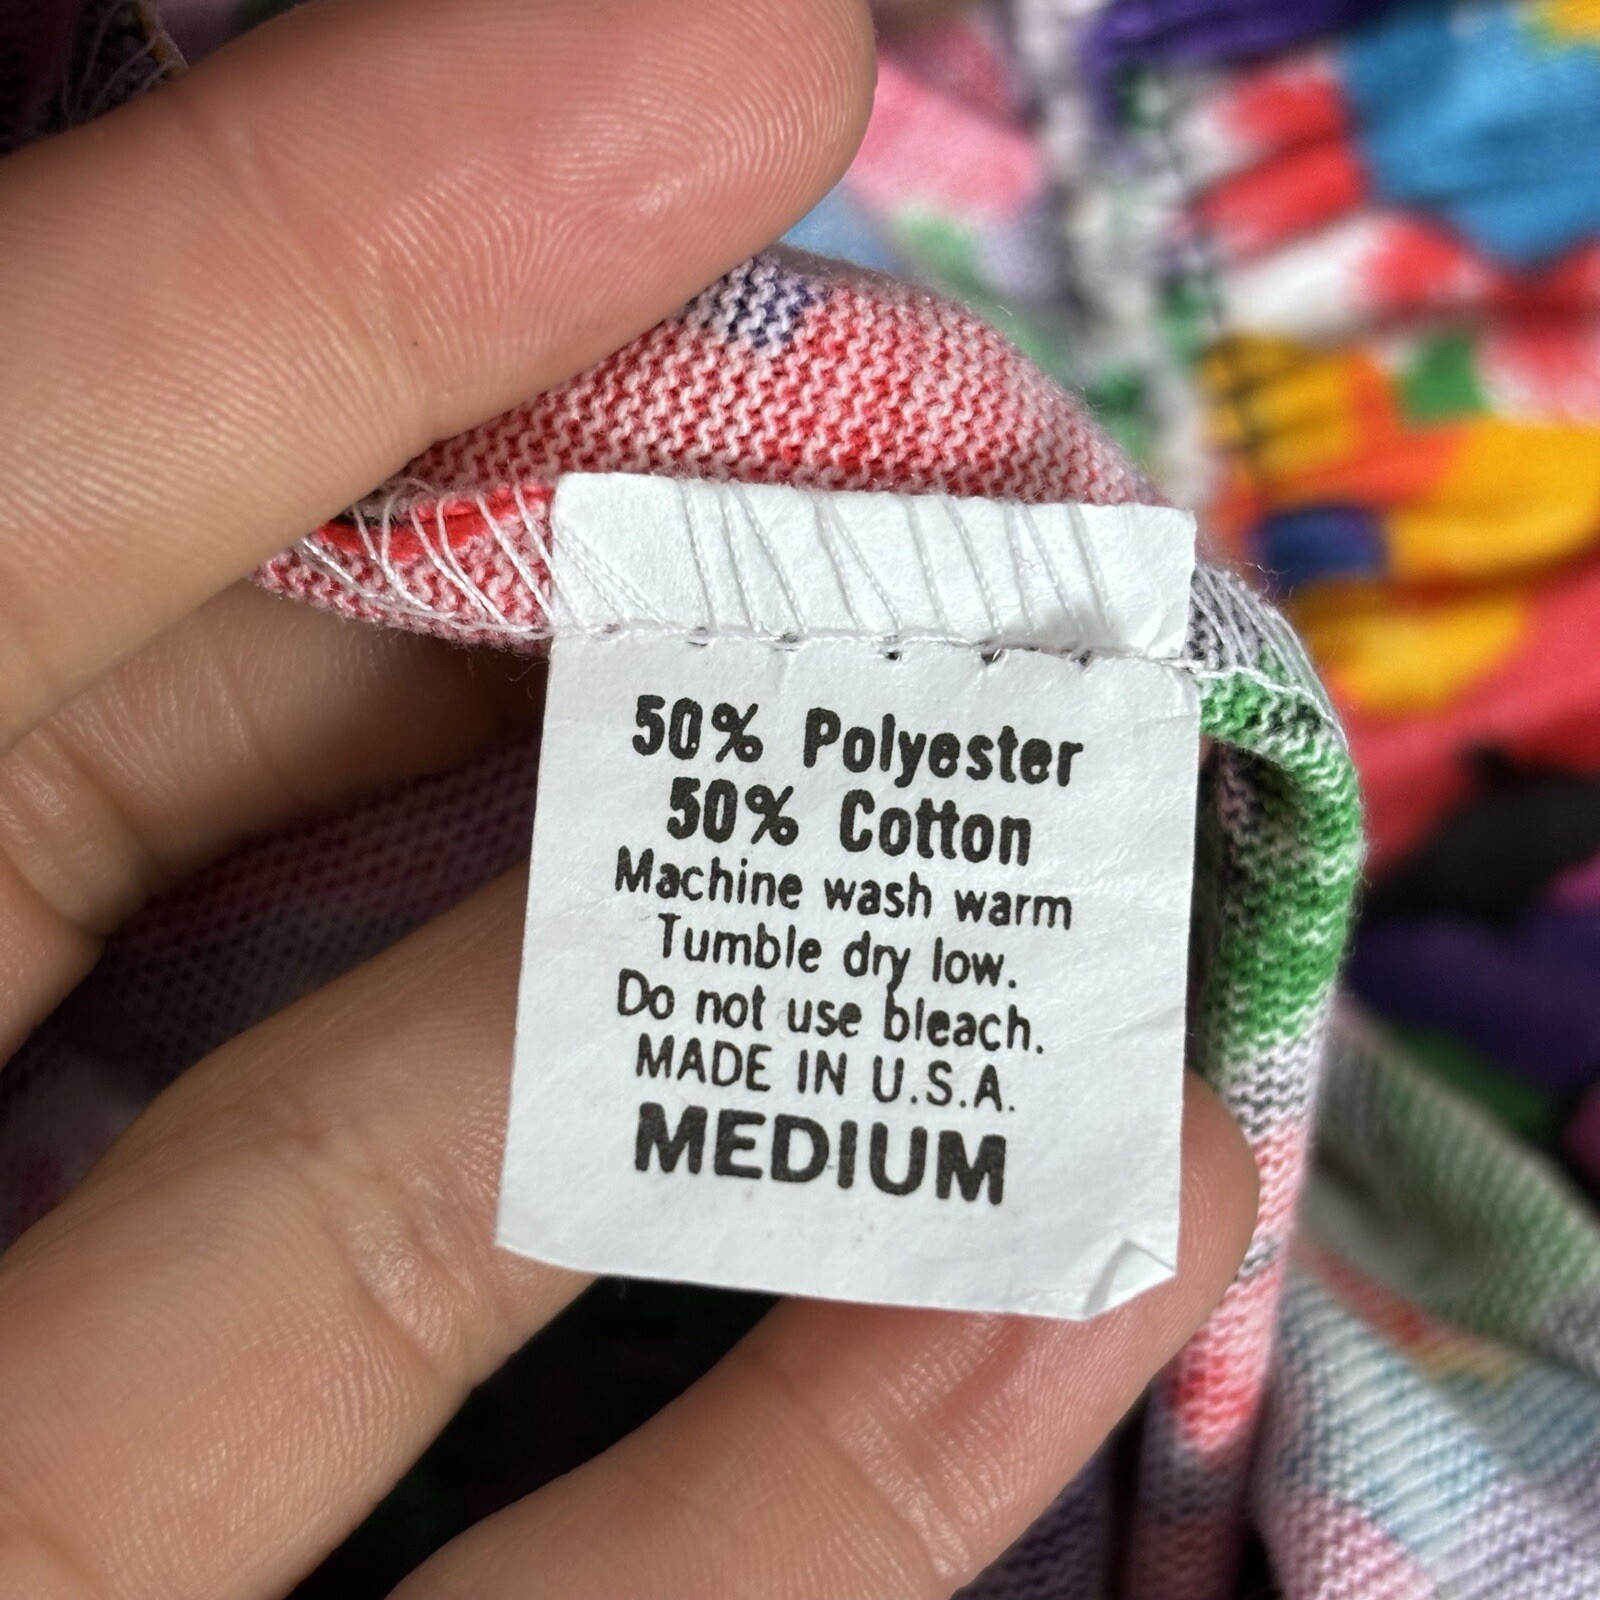 50% Polyester
50% Cotton
Machine wash warm
Tumble dry low.
Do not use bleach.
MADE IN U.S.A.
MEDIUM